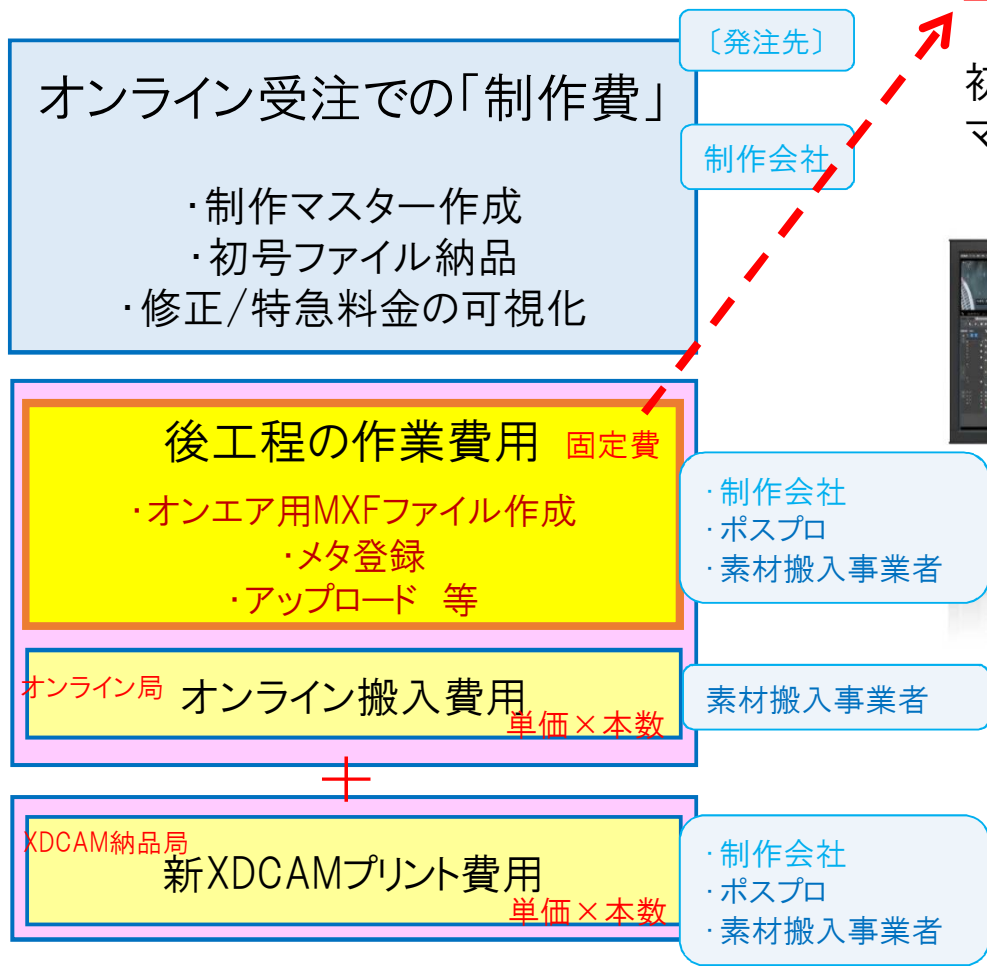 〔発注先〕
オンライン受注での「制作費」
制作会社
・制作マスター作成
・初号ファイル納品
・修正/特急料金の可視化
後工程の作業費用 固定費
・オンエア用MXFファイル作成
・メタ登録
・アップロード 等
・制作会社
・ポスプロ
・素材搬入事業者
オンライン局 オンライン搬入費用
単価×本数
素材搬入事業者
+
XDCAM納品局
新XDCAMプリント費用
単価×本数
・制作会社
・ポスプロ
・素材搬入事業者